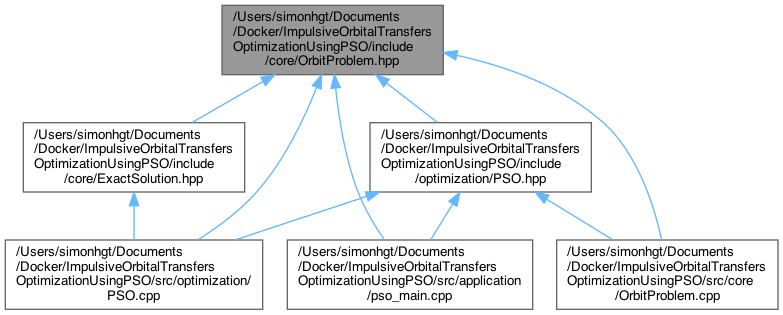 /Users/simonhgt/Documents
/Docker/ImpulsiveOrbitalTransfers
OptimizationUsingPSO/include
/core/OrbitProblem.hpp
/Users/simonhgt/Documents
/Docker/ImpulsiveOrbitalTransfers
OptimizationUsingPSO/include
/core/ExactSolution.hpp
/Users/simonhgt/Documents
/Docker/ImpulsiveOrbitalTransfers
OptimizationUsingPSO/include
/optimization/PSO.hpp
/Users/simonhgt/Documents
/Docker/ImpulsiveOrbitalTransfers
OptimizationUsingPSO/src/optimization/
PSO.cpp
/Users/simonhgt/Documents
/Docker/ImpulsiveOrbitalTransfers
OptimizationUsingPSO/src/application
/pso_main.cpp
/Users/simonhgt/Documents
/Docker/ImpulsiveOrbitalTransfers
OptimizationUsingPSO/src/core
/OrbitProblem.cpp